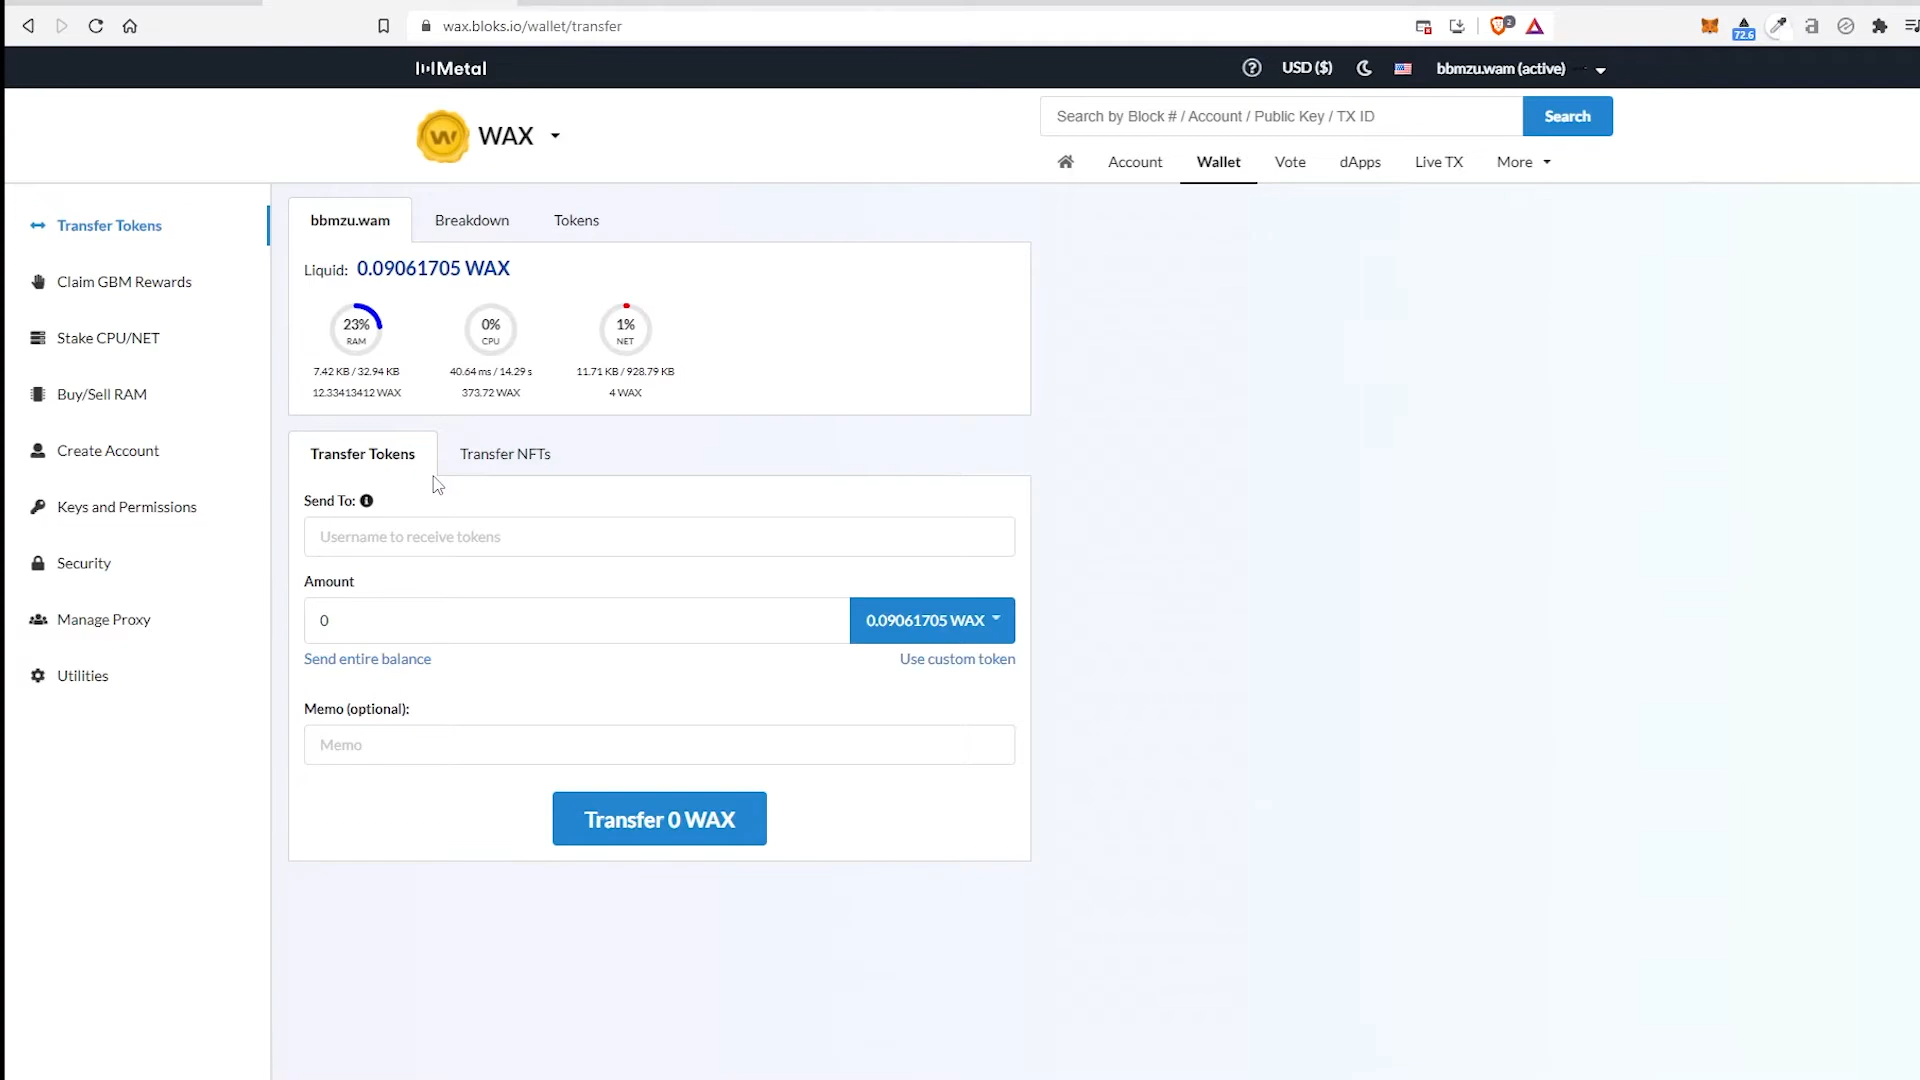 wax.bloks.io/wallet/transfer
2
72.6
Metal
USD ($)
bbmzu.wam (active)
WAX
Search by Block # / Account / Public Key / TX ID
Search
Account
Wallet
Vote
dApps
Live TX
More
Transfer Tokens
Claim GBM Rewards
Stake CPU/NET
Buy/Sell RAM
Create Account
Keys and Permissions
Security
Manage Proxy
Utilities
bbmzu.wam
Breakdown
Tokens
Liquid: 0.09061705 WAX
23%
RAM
7.42 KB / 32.94 KB
12.33413412 WAX
0%
CPU
40.64 ms / 14.29 s
373.72 WAX
1%
NET
11.71 KB / 928.79 KB
4 WAX
Transfer Tokens
Transfer NFTs
Send To:
Username to receive tokens
Amount
0
0.09061705 WAX
Send entire balance
Use custom token
Memo (optional):
Memo
Transfer 0 WAX